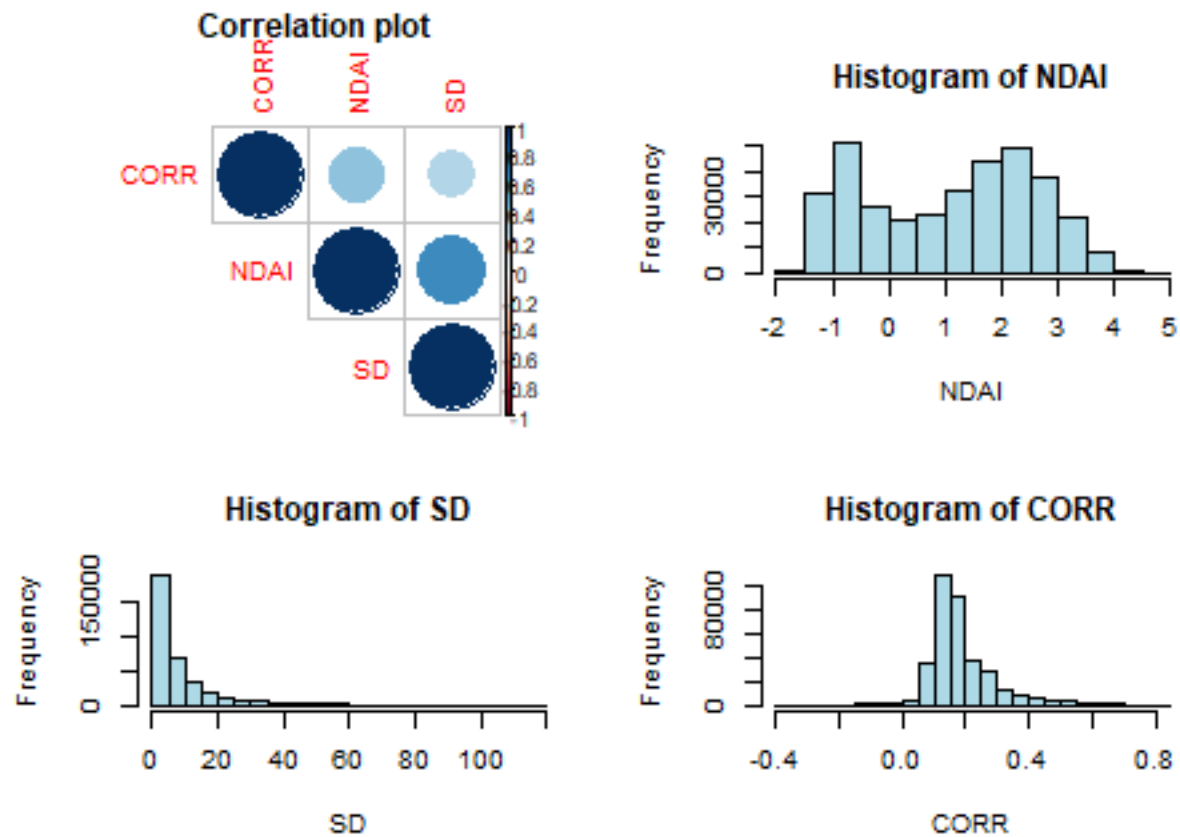 Correlation plot
CORR
NDAI
SD
CORR
NDAI
SD
1
0.8
0.6
0.4
0.2
0
-0.2
-0.4
-0.6
-0.8
-1
Histogram of NDAI
Frequency
0
30000
-2 -1 0 1 2 3 4 5
NDAI
Histogram of SD
Frequency
0
150000
0 20 40 60 80 100
SD
Histogram of CORR
Frequency
0
800000
-0.4 0.0 0.4 0.8
CORR